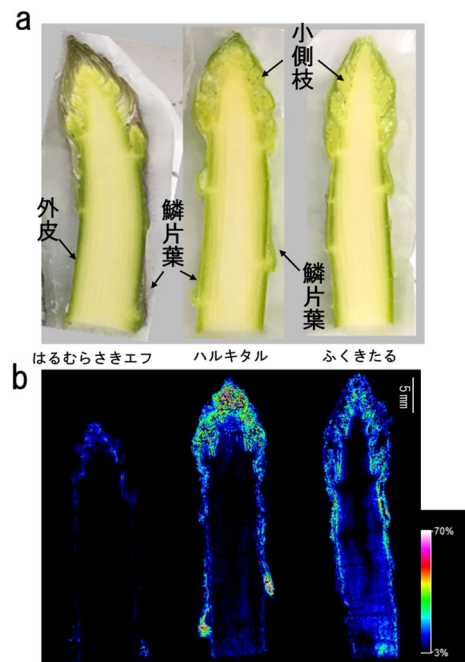 a
小側枝
外皮
鱗片葉
鱗片葉
はるむらさきエフ
ハルキタル
ふくきたる
b
5 mm
70%
3%